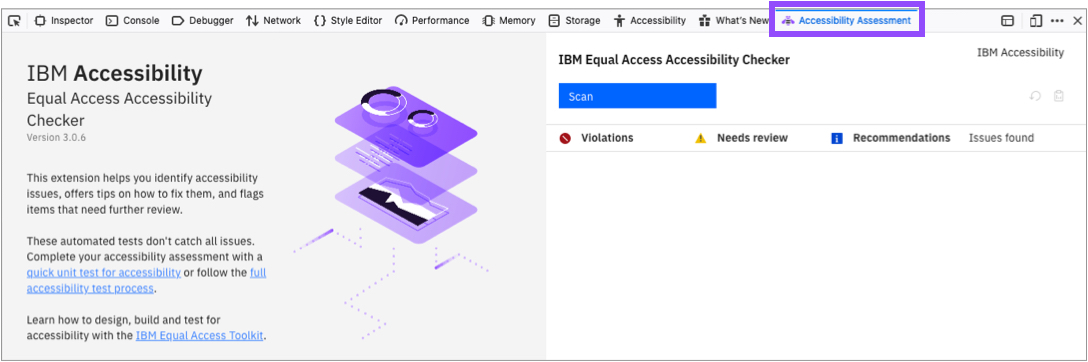 Inspector Console Debugger Network Style Editor Performance Memory Storage Accessibility What's New Accessibility Assessment
IBM Accessibility
Equal Access Accessibility
Checker
Version 3.0.6
This extension helps you identify accessibility
issues, offers tips on how to fix them, and flags
items that need further review.
These automated tests don't catch all issues.
Complete your accessibility assessment with a
quick unit test for accessibility or follow the full
accessibility test process.
Learn how to design, build and test for
accessibility with the IBM Equal Access Toolkit.
IBM Equal Access Accessibility Checker
IBM Accessibility
Scan
Violations Needs review Recommendations Issues found